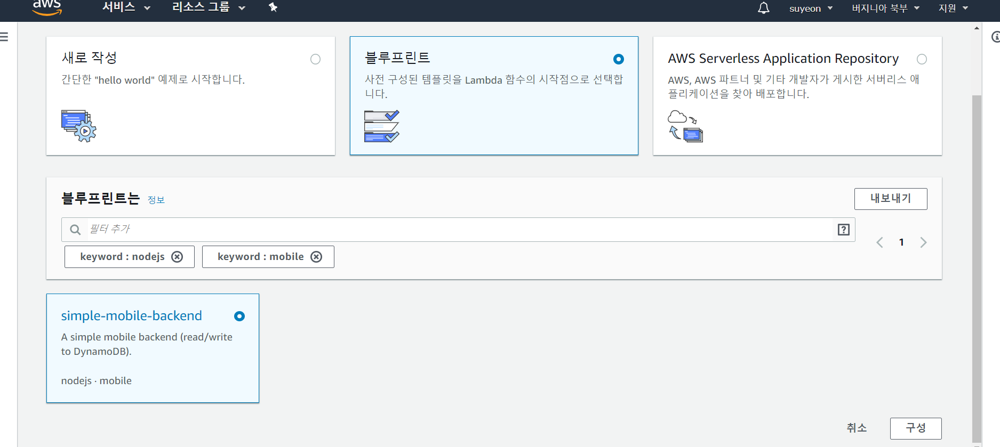 aws 서비스 리소스 그룹 suyeon 버지니아 북부 지원
새로 작성
간단한 "hello world" 예제로 시작합니다.
블루프린트
사전 구성된 템플릿을 Lambda 함수의 시작점으로 선택합
니다.
AWS Serverless Application Repository
AWS, AWS 파트너 및 기타 개발자가 게시한 서버리스 애
플리케이션을 찾아 배포합니다.
블루프린트는 정보
내보내기
필터 추가
1
keyword : nodejs
keyword : mobile
simple-mobile-backend
A simple mobile backend (read/write
to DynamoDB).
nodejs · mobile
취소 구성